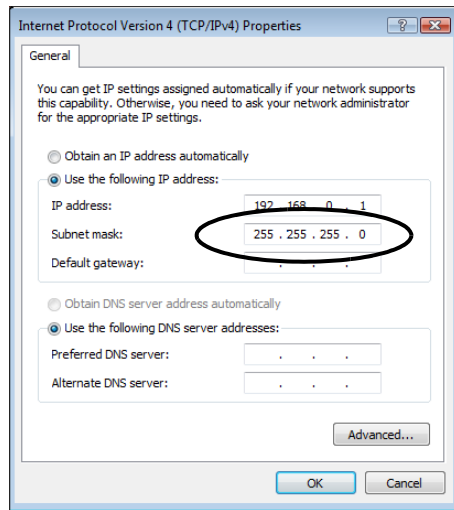 Internet Protocol Version 4 (TCP/IPv4) Properties
General
You can get IP settings assigned automatically if your network supports
this capability. Otherwise, you need to ask your network administrator
for the appropriate IP settings.
Obtain an IP address automatically
Use the following IP address:
IP address: 192 . 168 . 0 . 1
Subnet mask: 255 . 255 . 255 . 0
Default gateway: . . .
Obtain DNS server address automatically
Use the following DNS server addresses:
Preferred DNS server: . . .
Alternate DNS server: . . .
Advanced...
OK Cancel